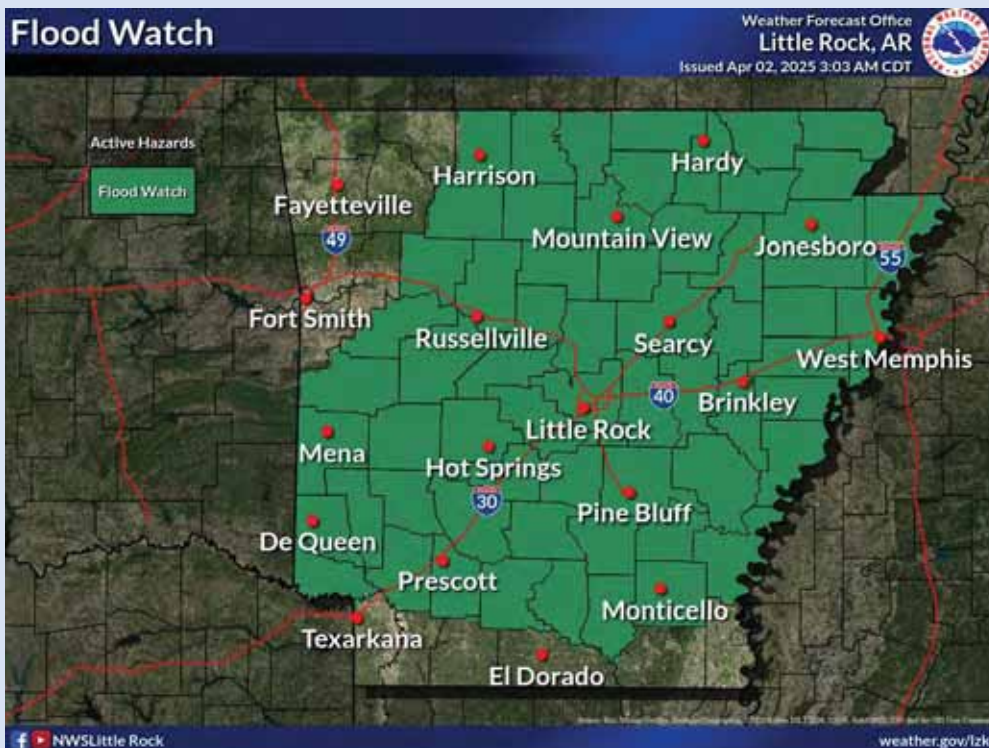 Flood Watch
Weather Forecast Office
Little Rock, AR
Issued Apr 02, 2025 3:03 AM CDT
Active Hazards
Flood Watch
Harrison
Hardy
Fayetteville
Mountain View
Jonesboro
49
55
Fort Smith
Russellville
Searcy
West Memphis
40
Brinkley
Little Rock
Mena
Hot Springs
30
Pine Bluff
De Queen
Prescott
Monticello
Texarkana
El Dorado
NWSLittle Rock
weather.gov/lzk